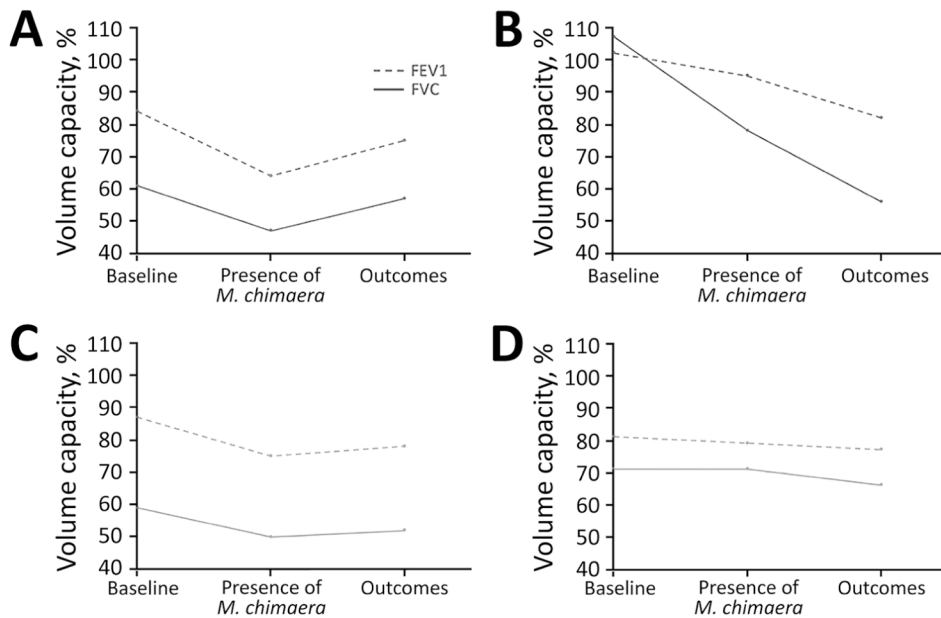 A
Volume capacity, %
110
100
90
80
70
60
50
40
FEV1
FVC
Baseline
Presence of
M. chimaera
Outcomes
B
Volume capacity, %
110
100
90
80
70
60
50
40
Baseline
Presence of
M. chimaera
Outcomes
C
Volume capacity, %
110
100
90
80
70
60
50
40
Baseline
Presence of
M. chimaera
Outcomes
D
Volume capacity, %
110
100
90
80
70
60
50
40
Baseline
Presence of
M. chimaera
Outcomes